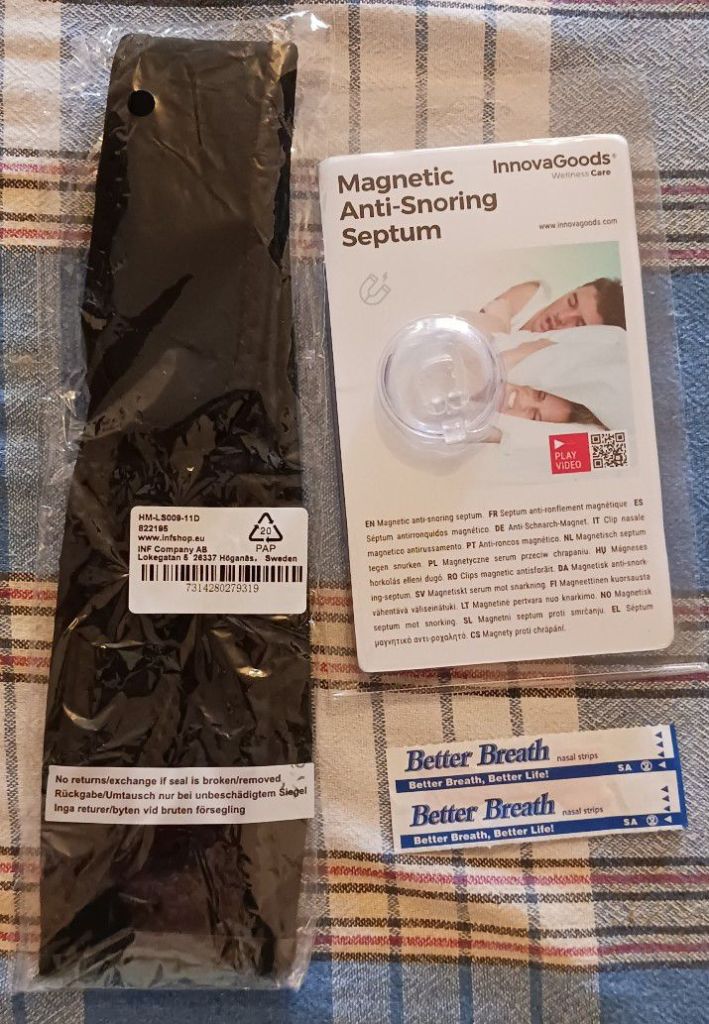 HM-LS009-11D
822195
www.infshop.eu
INF Company AB
Lokegatan 5 26337 Höganäs, Sweden
20
PAP
7314280279319
No returns/exchange if seal is broken/removed
Rückgabe/Umtausch nur bei unbeschädigtem Siegel
Inga returer/byten vid bruten försegling
Magnetic
Anti-Snoring
Septum
InnovaGoods®
Wellness Care
www.innovagoods.com
PLAY
VIDEO
EN Magnetic anti-snoring septum. FR Septum anti-ronflement magnétique ES
Séptum antirronquidos magnético. DE Anti-Schnarch-Magnet. IT Clip nasale
magnetico antirussamento. PT Anti-roncos magnético. NL Magnetisch septum
tegen snurken. PL Magnetyczne serum przeciw chrapaniu. HU Mágneses
horkolás elleni dugó. RO Clips magnetic antisforăit. DA Magnetisk anti-snork-
ing-septum. SV Magnetiskt serum mot snarkning. FI Magneettinen kuorsausta
vähentävä väliseinätuki. LT Magnetinė pertvara nuo knarkimo. NO Magnetisk
septum mot snorking. SL Magnetni septum proti smrčanju. EL Séptum
μαγνητικό αντι-ροχαλητό. CS Magnety proti chrápání.
Better Breath nasal strips
Better Breath, Better Life! SA 2
Better Breath nasal strips
Better Breath, Better Life! SA 2